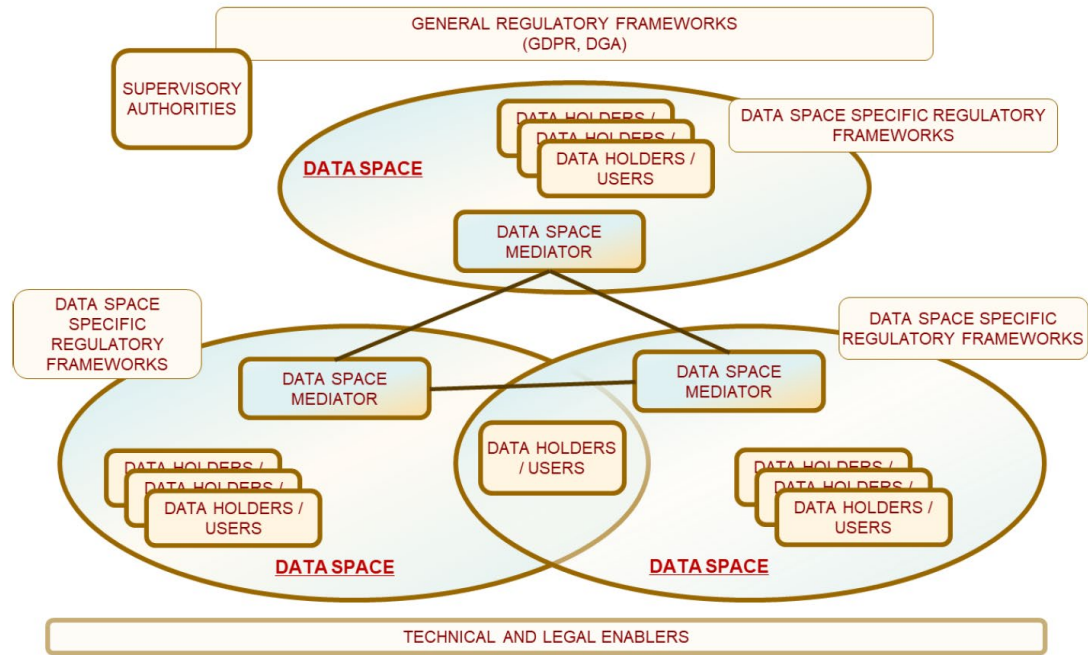 GENERAL REGULATORY FRAMEWORKS
(GDPR, DGA)
SUPERVISORY
AUTHORITIES
DATA SPACE SPECIFIC REGULATORY
FRAMEWORKS
DATA HOLDERS /
DATA HOLDERS /
DATA HOLDERS /
USERS
DATA SPACE
DATA SPACE
MEDIATOR
DATA SPACE
SPECIFIC
REGULATORY
FRAMEWORKS
DATA SPACE SPECIFIC
REGULATORY FRAMEWORKS
DATA SPACE
MEDIATOR
DATA SPACE
MEDIATOR
DATA HOLDERS
/ USERS
DATA HOLDERS /
DATA HOLDERS /
DATA HOLDERS /
USERS
DATA HOLDERS /
DATA HOLDERS /
DATA HOLDERS /
USERS
DATA SPACE
DATA SPACE
TECHNICAL AND LEGAL ENABLERS